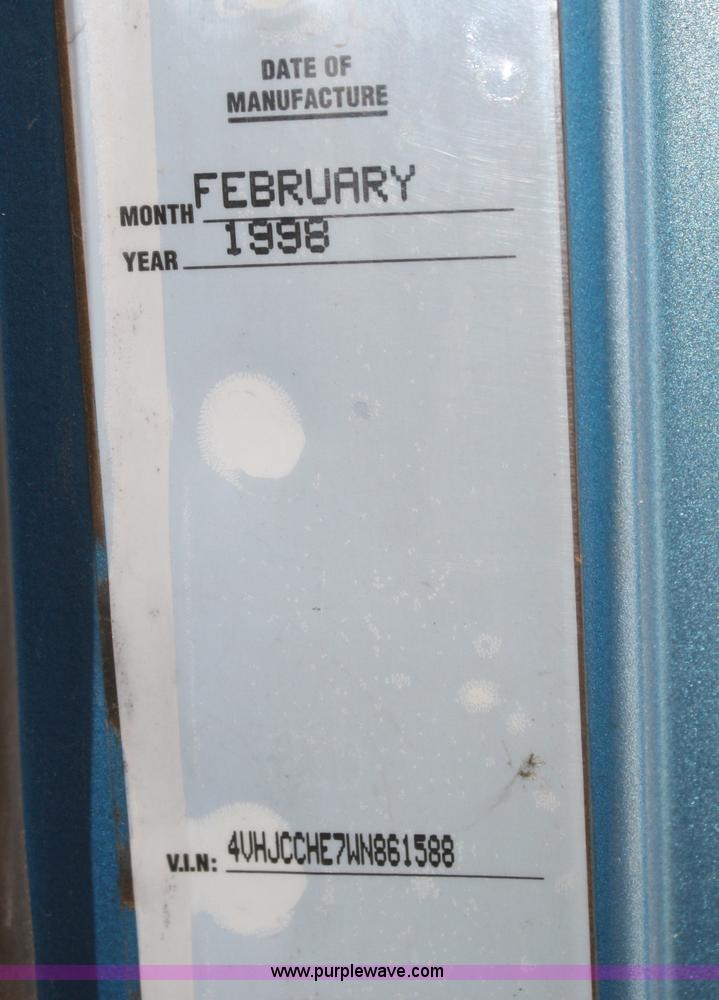 DATE OF
MANUFACTURE
MONTH FEBRUARY
YEAR 1998
V.I.N: 4VHJCCHE7WN861588
www.purplewave.com